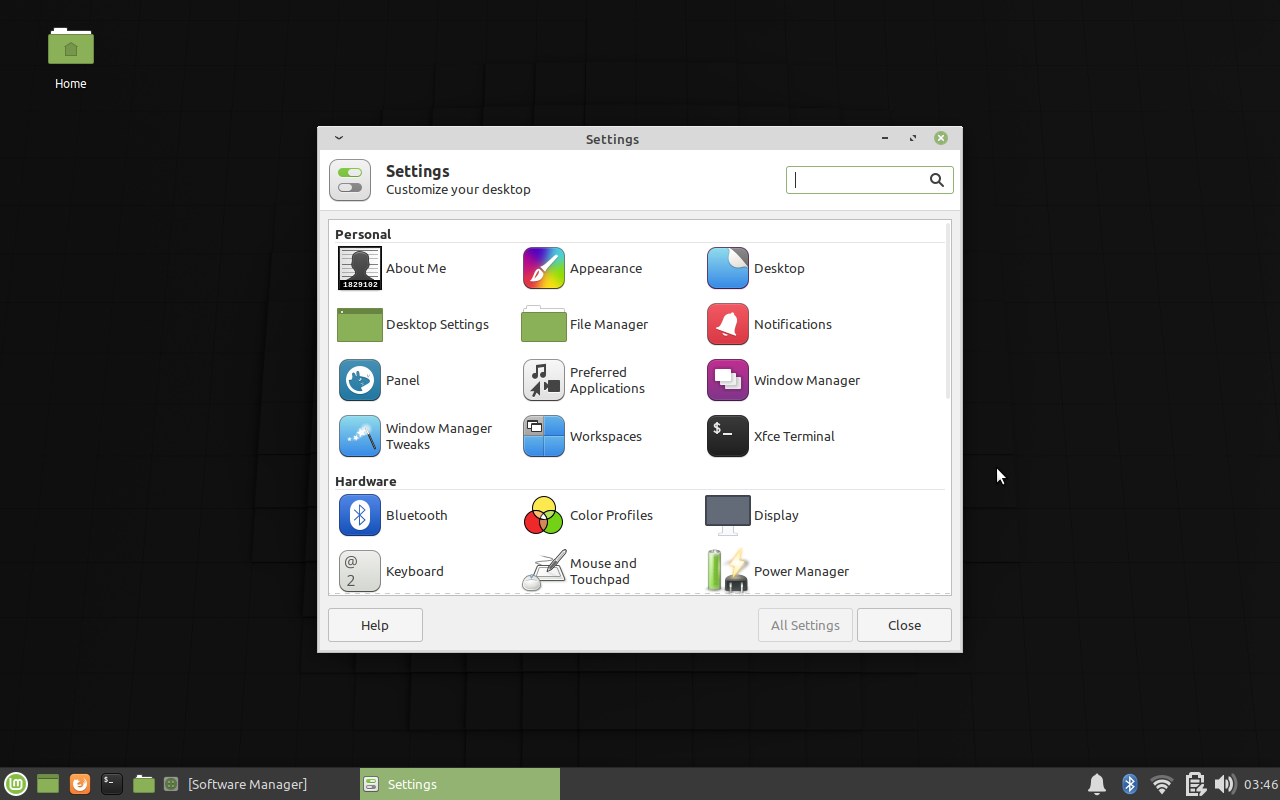 Home
Settings
Settings
Customize your desktop
Personal
1829102
About Me
Appearance
Desktop
Desktop Settings
File Manager
Notifications
Panel
Preferred
Applications
Window Manager
Window Manager
Tweaks
Workspaces
$_
Xfce Terminal
Hardware
Bluetooth
Color Profiles
Display
@
2
Keyboard
Mouse and
Touchpad
Power Manager
Help
All Settings
Close
lm
$_
[Software Manager]
Settings
03:46